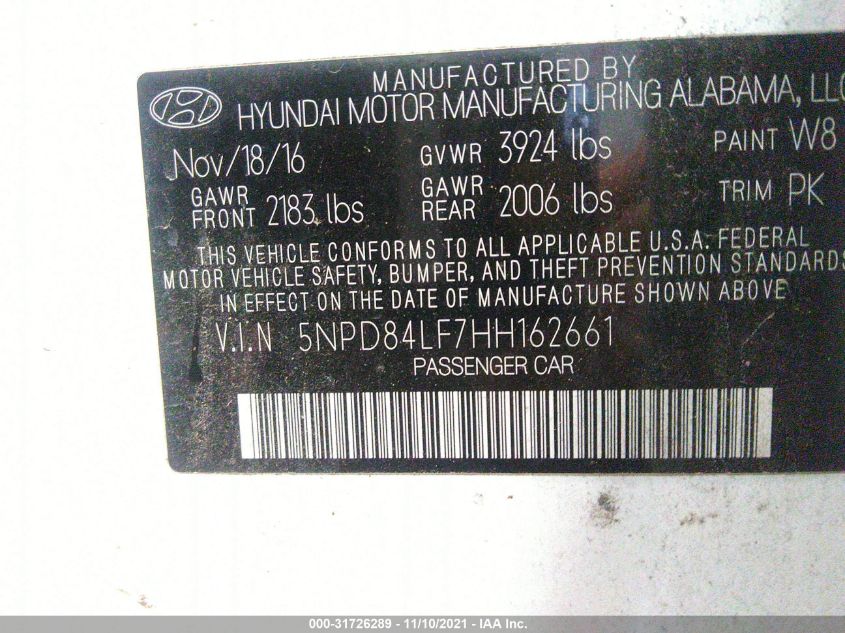 MANUFACTURED BY
HYUNDAI MOTOR MANUFACTURING ALABAMA, LLC
Nov/18/16 GVWR 3924 lbs PAINT W8
GAWR FRONT 2183 lbs GAWR REAR 2006 lbs TRIM PK
THIS VEHICLE CONFORMS TO ALL APPLICABLE U.S.A. FEDERAL
MOTOR VEHICLE SAFETY, BUMPER, AND THEFT PREVENTION STANDARDS
IN EFFECT ON THE DATE OF MANUFACTURE SHOWN ABOVE
V.I.N 5NPD84LF7HH162661
PASSENGER CAR
000-31726289 - 11/10/2021 - IAA Inc.